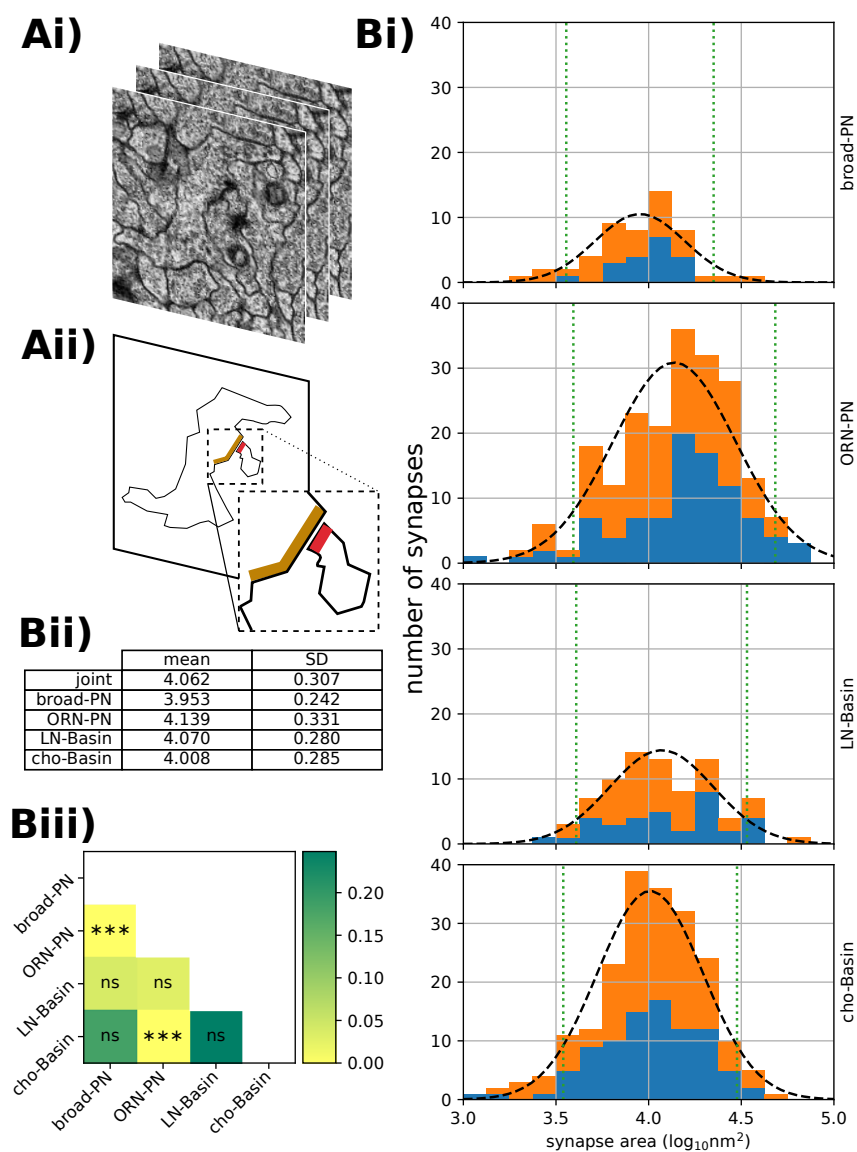 Ai)
Aii)
Bii)
mean SD
joint 4.062 0.307
broad-PN 3.953 0.242
ORN-PN 4.139 0.331
LN-Basin 4.070 0.280
cho-Basin 4.008 0.285
Biii)
broad-PN
ORN-PN
LN-Basin
cho-Basin
***
ns ns
ns *** ns
broad-PN ORN-PN LN-Basin cho-Basin
0.20
0.15
0.10
0.05
0.00
Bi)
number of synapses
40
30
20
10
0
broad-PN
40
30
20
10
0
ORN-PN
40
30
20
10
0
LN-Basin
40
30
20
10
0
cho-Basin
3.0 3.5 4.0 4.5 5.0
synapse area (log₁₀nm²)